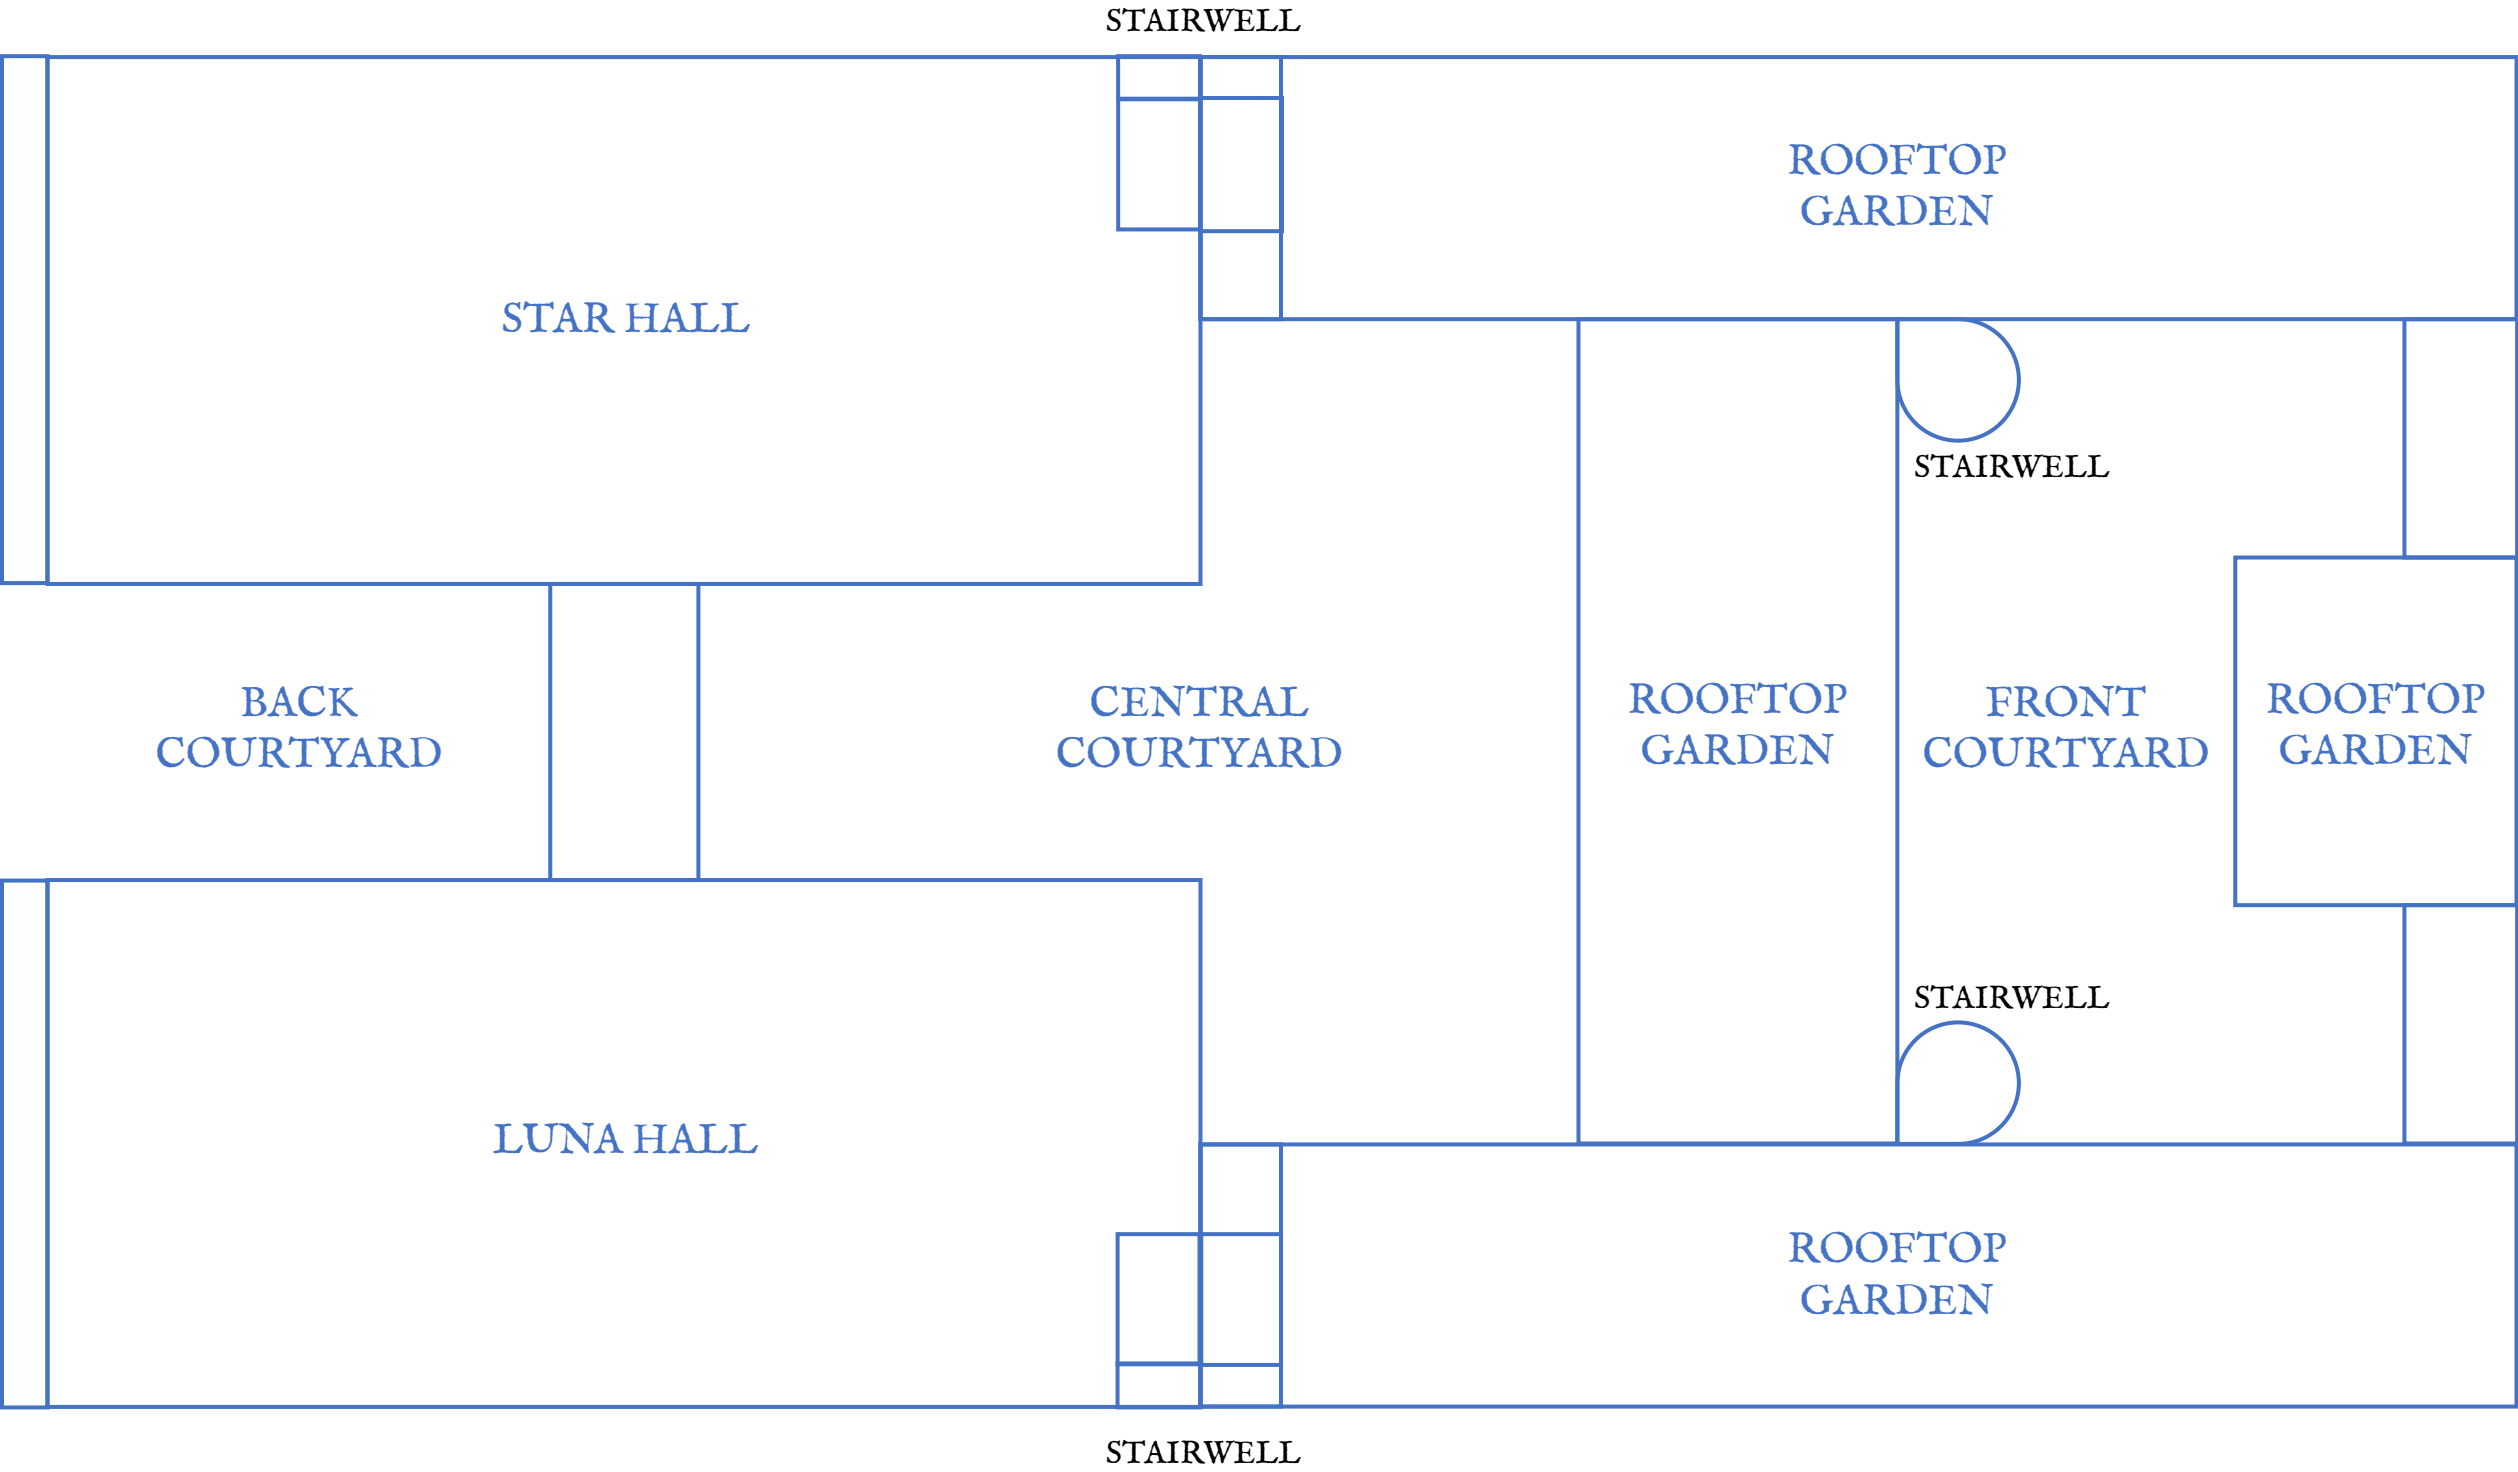 STAIRWELL
ROOFTOP
GARDEN
STAR HALL
STAIRWELL
BACK
COURTYARD
CENTRAL
COURTYARD
ROOFTOP
GARDEN
FRONT
COURTYARD
ROOFTOP
GARDEN
STAIRWELL
LUNA HALL
ROOFTOP
GARDEN
STAIRWELL